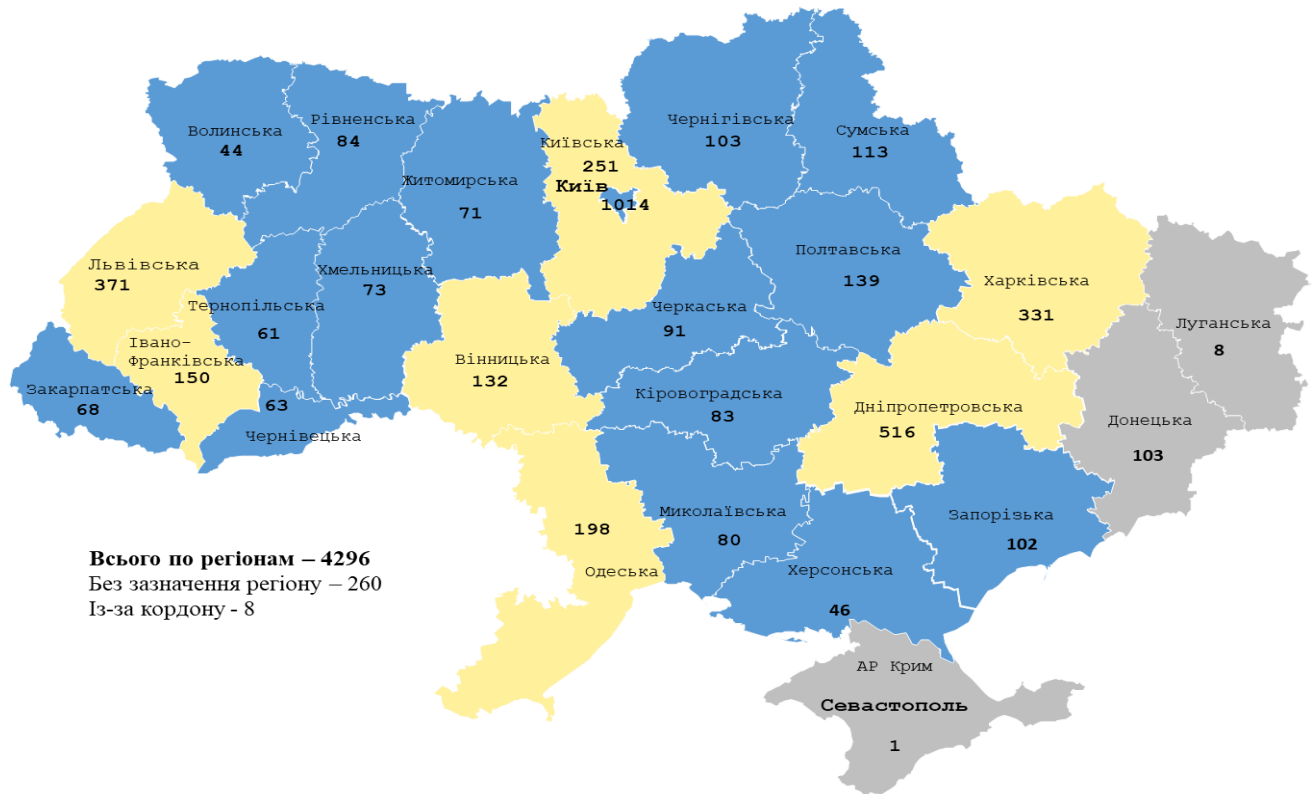 Волинська
44
Рівненська
84
Житомирська
71
Київська
251
Київ
1014
Чернігівська
103
Сумська
113
Львівська
371
Тернопільська
61
Хмельницька
73
Івано-
Франківська
150
Закарпатська
68
63
Чернівецька
Вінницька
132
Черкаська
91
Полтавська
139
Харківська
331
Луганська
8
Кіровоградська
83
Дніпропетровська
516
Донецька
103
198
Одеська
Миколаївська
80
Херсонська
46
Запорізька
102
АР Крим
Севастополь
1
Всього по регіонам – 4296
Без зазначення регіону – 260
Із-за кордону - 8